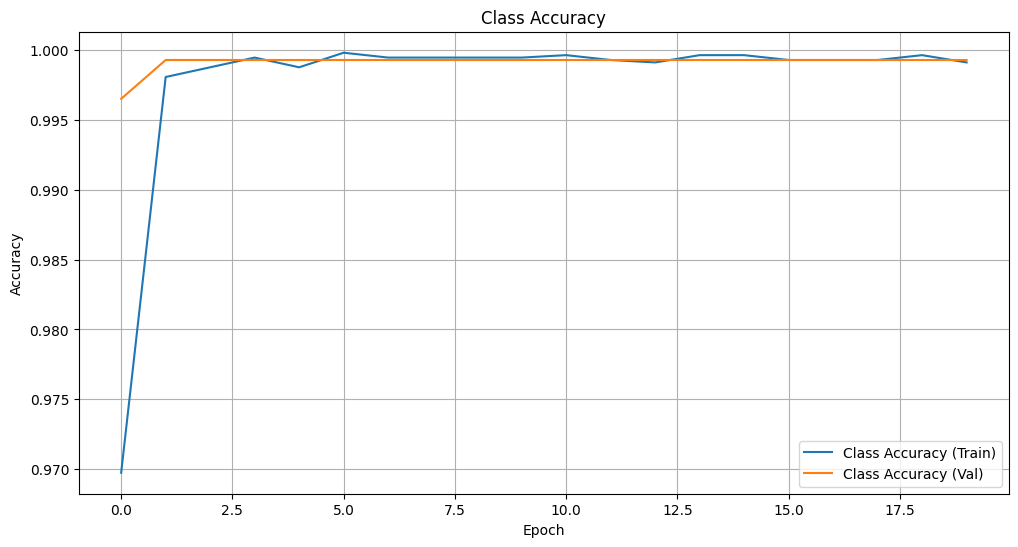 Class Accuracy
1.000
0.995
0.990
0.985
0.980
0.975
0.970
Accuracy
0.0 2.5 5.0 7.5 10.0 12.5 15.0 17.5
Epoch
Class Accuracy (Train)
Class Accuracy (Val)